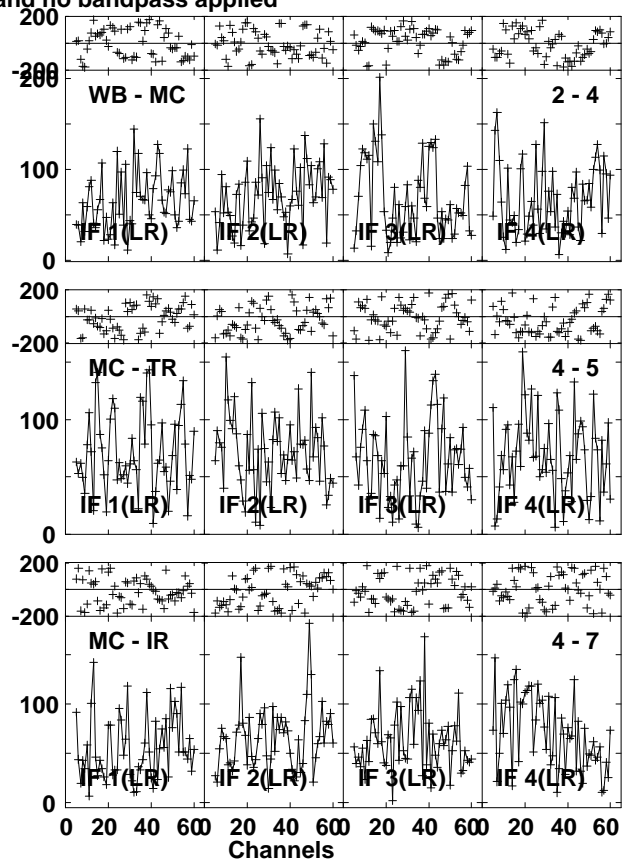 and no bandpass applied
200
-200
200
WB - MC
2 - 4
100
IF 1(LR) IF 2(LR) IF 3(LR) IF 4(LR)
0
200
-200
MC - TR
4 - 5
100
IF 1(LR) IF 2(LR) IF 3(LR) IF 4(LR)
0
200
-200
MC - IR
4 - 7
100
IF 1(LR) IF 2(LR) IF 3(LR) IF 4(LR)
0
0 20 40 60 0 20 40 60 0 20 40 60 0 20 40 60
Channels